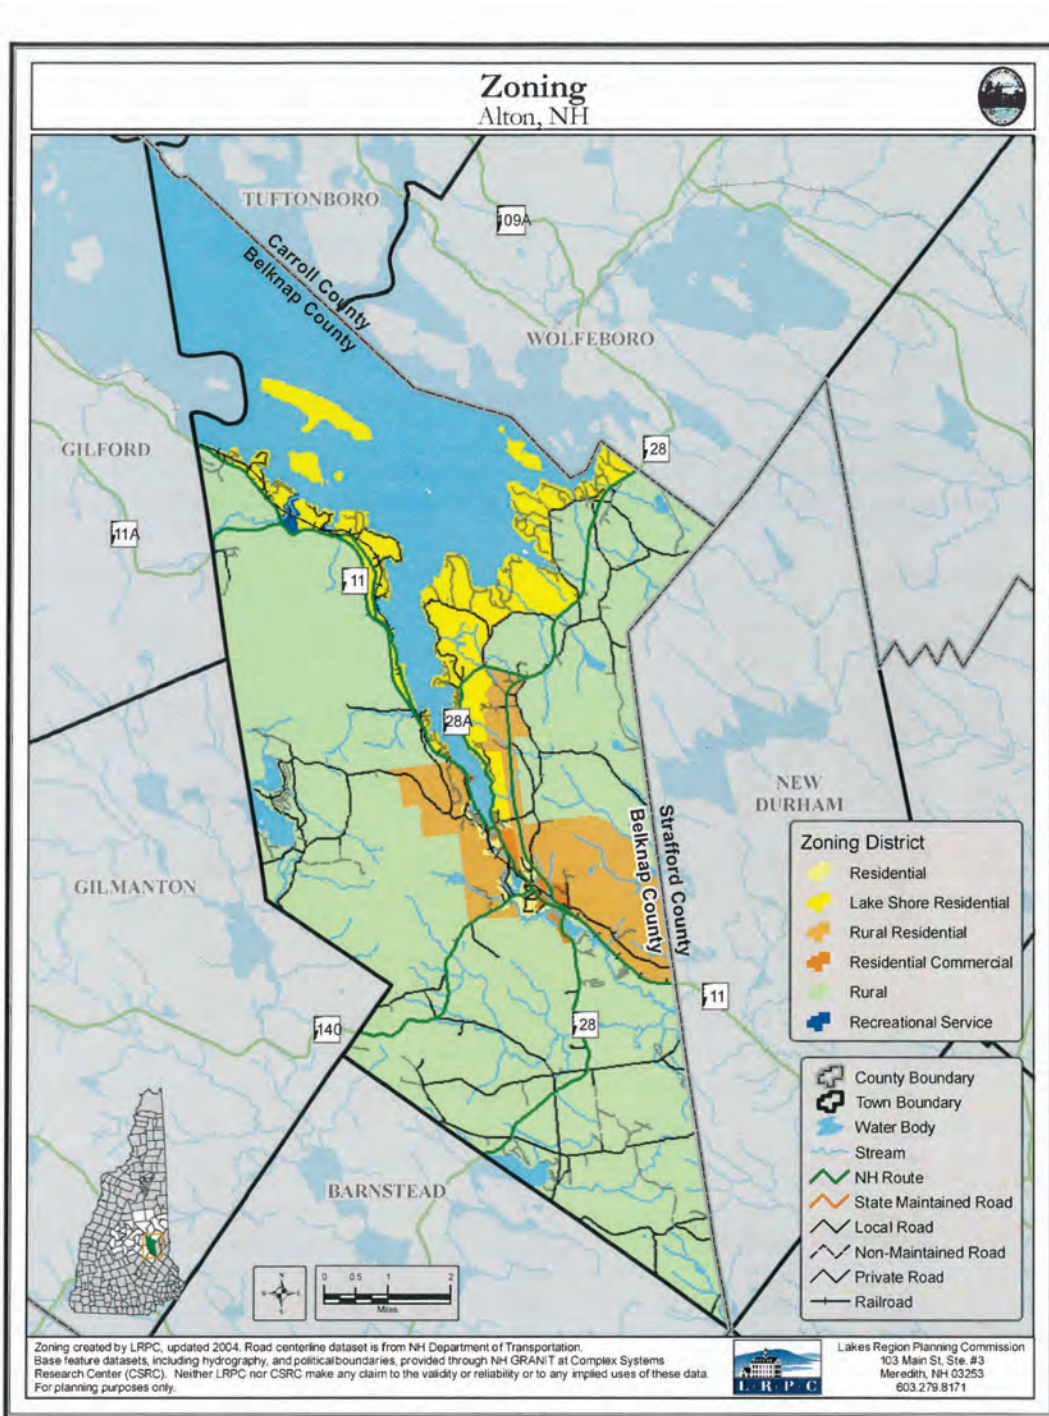 Zoning
Alton, NH
TUFTONBORO
109A
Carroll County
Belknap County
WOLFEBORO
GILFORD
28
11A
11
28A
NEW
DURHAM
Strafford County
Belknap County
GILMANTON
11
28
140
BARNSTEAD
Zoning District
Residential
Lake Shore Residential
Rural Residential
Residential Commercial
Rural
Recreational Service
County Boundary
Town Boundary
Water Body
Stream
NH Route
State Maintained Road
Local Road
Non-Maintained Road
Private Road
Railroad
N
W
E
S
0 0.5 1 2
Miles
Zoning created by LRPC, updated 2004. Road centerline dataset is from NH Department of Transportation.
Base feature datasets, including hydrography, and political boundaries, provided through NH GRANIT at Complex Systems
Research Center (CSRC). Neither LRPC nor CSRC make any claim to the validity or reliability or to any implied uses of these data.
For planning purposes only.
L·R·P·C
Lakes Region Planning Commission
103 Main St, Ste. #3
Meredith, NH 03253
603.279.8171